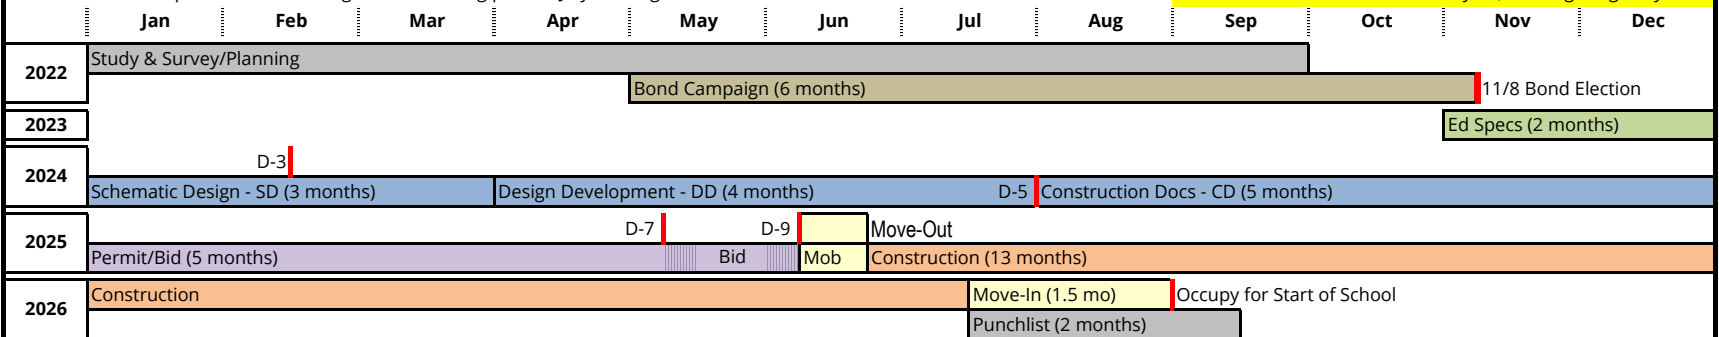 Jan Feb Mar Apr May Jun Jul Aug Sep Oct Nov Dec
2022
Study & Survey/Planning
Bond Campaign (6 months) 11/8 Bond Election
2023
Ed Specs (2 months)
2024
D-3
Schematic Design - SD (3 months) Design Development - DD (4 months) D-5 Construction Docs - CD (5 months)
2025
D-7 D-9 Move-Out
Permit/Bid (5 months) Bid Mob Construction (13 months)
2026
Construction Move-In (1.5 mo) Occupy for Start of School
Punchlist (2 months)